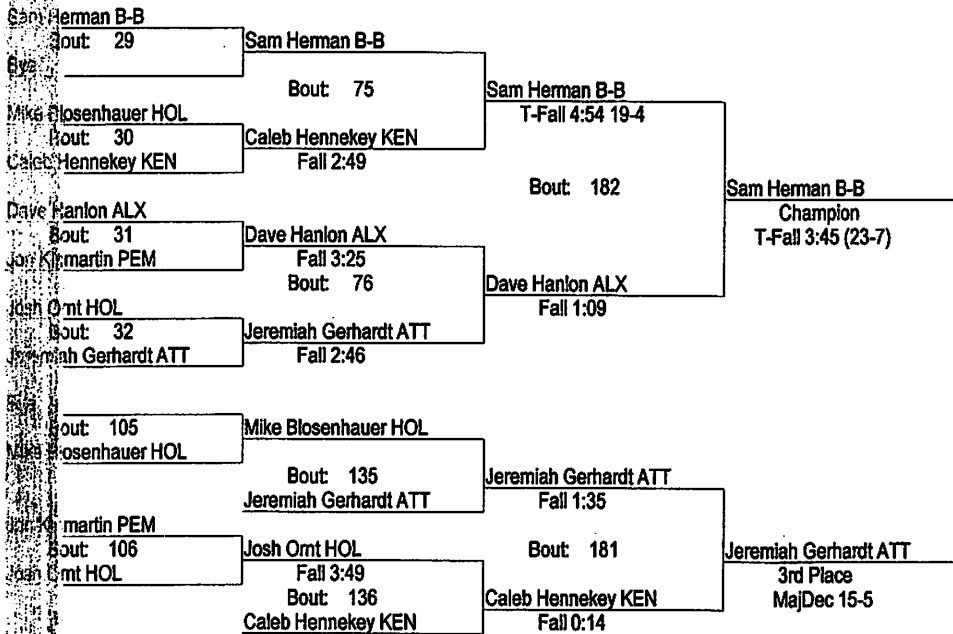 Sam Herman B-B
Bout: 29
Bye
Mike Blosenhauer HOL
Bout: 30
Caleb Hennekey KEN
Dave Hanlon ALX
Bout: 31
Jon PEM
Josh Ornt HOL
Bout: 32
Jeremiah Gerhardt ATT
Bye
Bout: 105
Mike Blosenhauer HOL
Jon PEM
Bout: 106
Josh Ornt HOL
Sam Herman B-B
Bout: 75
Caleb Hennekey KEN
Fall 2:49
Dave Hanlon ALX
Fall 3:25
Bout: 76
Jeremiah Gerhardt ATT
Fall 2:46
Mike Blosenhauer HOL
Bout: 135
Jeremiah Gerhardt ATT
Josh Ornt HOL
Fall 3:49
Bout: 136
Caleb Hennekey KEN
Sam Herman B-B
T-Fall 4:54 19-4
Bout: 182
Dave Hanlon ALX
Fall 1:09
Jeremiah Gerhardt ATT
Fall 1:35
Bout: 181
Caleb Hennekey KEN
Fall 0:14
Sam Herman B-B
Champion
T-Fall 3:45 (23-7)
Jeremiah Gerhardt ATT
3rd Place
MajDec 15-5